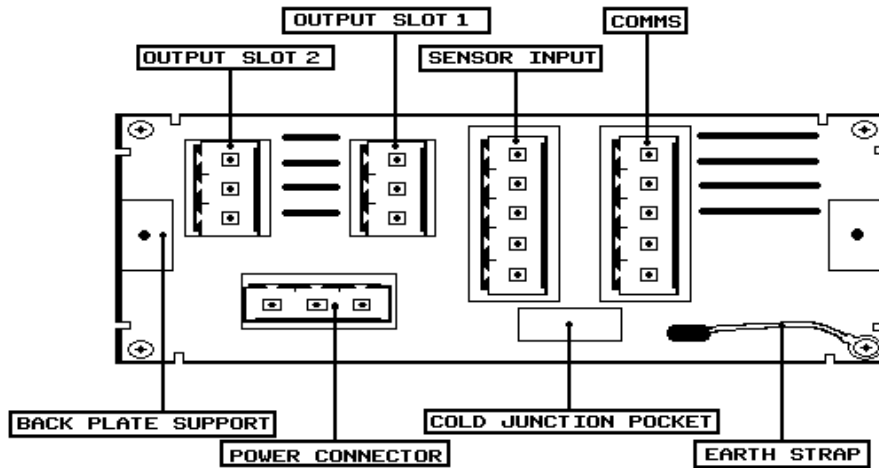 OUTPUT SLOT 1
COMMS
OUTPUT SLOT 2
SENSOR INPUT
BACK PLATE SUPPORT
COLD JUNCTION POCKET
POWER CONNECTOR
EARTH STRAP